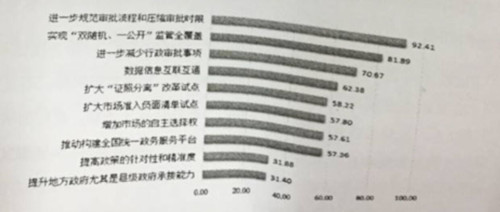 进一步规范审批流程和压缩审批时限
92.41
实现“双随机、一公开”监管全覆盖
81.89
进一步减少行政审批事项
70.67
数据信息互联互通
62.18
扩大“证照分离”改革试点
58.22
扩大市场准入负面清单试点
57.80
增加市场的自主选择权
57.61
推动构建全国统一政务服务平台
57.36
提高政策的针对性和精准度
31.68
提升地方政府尤其是县级政府承接能力
31.40
0.00 20.00 40.00 60.00 80.00 100.00